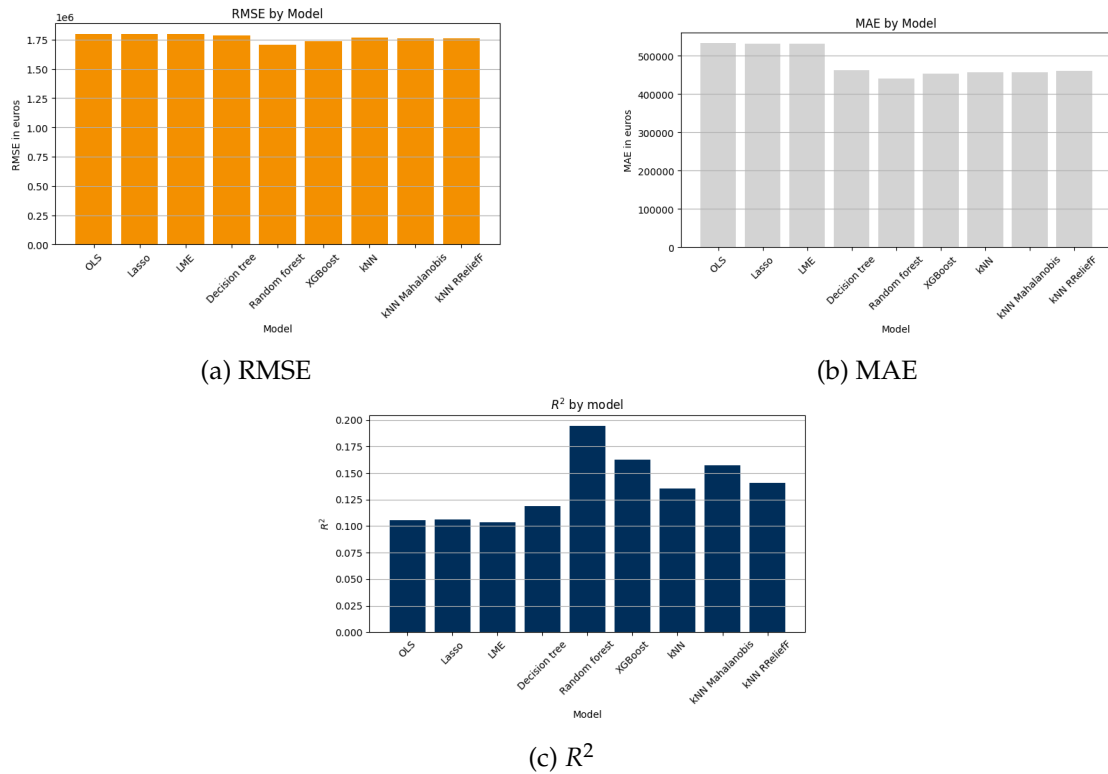 RMSE by Model
1e6
1.75
1.50
1.25
1.00
0.75
0.50
0.25
0.00
RMSE in euros
OLS
Lasso
LME
Decision tree
Random forest
XGBoost
kNN
kNN Mahalanobis
kNN RReliefF
Model
(a) RMSE
MAE by Model
500000
400000
300000
200000
100000
0
MAE in euros
OLS
Lasso
LME
Decision tree
Random forest
XGBoost
kNN
kNN Mahalanobis
kNN RReliefF
Model
(b) MAE
R² by model
0.200
0.175
0.150
0.125
0.100
0.075
0.050
0.025
0.000
R²
OLS
Lasso
LME
Decision tree
Random forest
XGBoost
kNN
kNN Mahalanobis
kNN RReliefF
Model
(c) R²